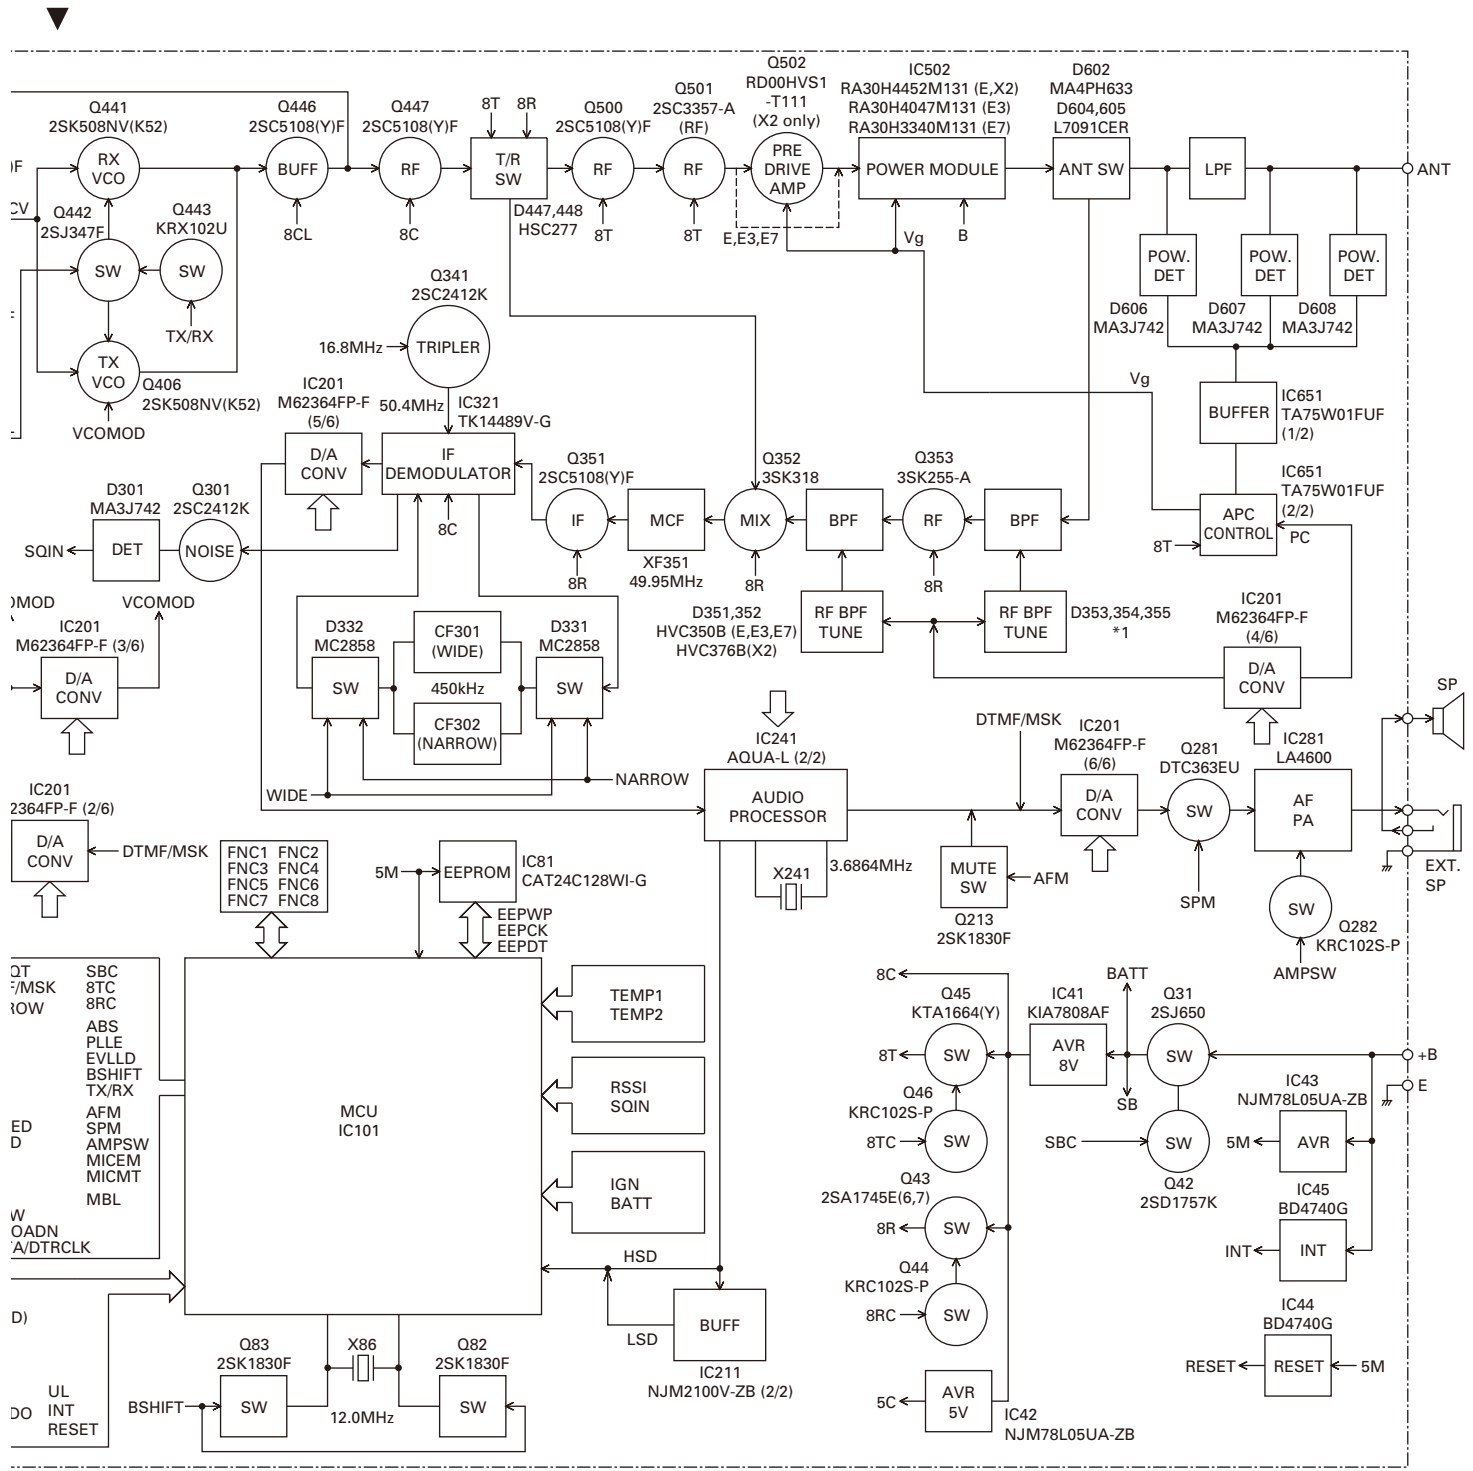 Q441
2SK508NV(K52)
RX
VCO
Q446
2SC5108(Y)F
BUFF
8CL
Q447
2SC5108(Y)F
RF
8C
8T 8R
T/R
SW
D447,448
HSC277
Q500
2SC5108(Y)F
RF
8T
Q501
2SC3357-A
(RF)
RF
8T
Q502
RD00HVS1
-T111
(X2 only)
PRE
DRIVE
AMP
E,E3,E7
IC502
RA30H4452M131 (E,X2)
RA30H4047M131 (E3)
RA30H3340M131 (E7)
POWER MODULE
Vg
B
D602
MA4PH633
D604,605
L7091CER
ANT SW
LPF
ANT
CV
Q442
2SJ347F
SW
Q443
KRX102U
SW
TX/RX
TX
VCO
Q406
2SK508NV(K52)
VCOMOD
Q341
2SC2412K
16.8MHz
TRIPLER
50.4MHz
POW.
DET
D606
MA3J742
POW.
DET
D607
MA3J742
POW.
DET
D608
MA3J742
Vg
BUFFER
IC651
TA75W01FUF
(1/2)
IC651
TA75W01FUF
(2/2)
APC
CONTROL
8T
PC
IC201
M62364FP-F
(5/6)
D/A
CONV
IC321
TK14489V-G
IF
DEMODULATOR
8C
Q351
2SC5108(Y)F
IF
8R
MCF
XF351
49.95MHz
Q352
3SK318
MIX
8R
BPF
Q353
3SK255-A
RF
8R
BPF
D301
MA3J742
DET
SQIN
Q301
2SC2412K
NOISE
D351,352
HVC350B (E,E3,E7)
HVC376B(X2)
RF BPF
TUNE
RF BPF
TUNE
D353,354,355
*1
IC201
M62364FP-F
(4/6)
D/A
CONV
OMOD
VCOMOD
IC201
M62364FP-F (3/6)
D/A
CONV
D332
MC2858
SW
CF301
(WIDE)
450kHz
CF302
(NARROW)
D331
MC2858
SW
NARROW
WIDE
IC201
2364FP-F (2/6)
D/A
CONV
DTMF/MSK
IC241
AQUA-L (2/2)
AUDIO
PROCESSOR
X241
3.6864MHz
DTMF/MSK
MUTE
SW
AFM
Q213
2SK1830F
IC201
M62364FP-F
(6/6)
D/A
CONV
Q281
DTC363EU
SW
SPM
IC281
LA4600
AF
PA
SW
Q282
KRC102S-P
AMPSW
SP
EXT.
SP
FNC1 FNC2
FNC3 FNC4
FNC5 FNC6
FNC7 FNC8
5M
EEPROM
IC81
CAT24C128WI-G
EEPWP
EEPCK
EEPDT
QT
F/MSK
ROW
SBC
8TC
8RC
ABS
PLLE
EVLLD
BSHIFT
TX/RX
AFM
SPM
AMPSW
MICEM
MICMT
MBL
ED
D
W
OADN
TA/DTRCLK
MCU
IC101
TEMP1
TEMP2
RSSI
SQIN
IGN
BATT
HSD
LSD
BUFF
IC211
NJM2100V-ZB (2/2)
D)
UL
INT
RESET
DO
BSHIFT
Q83
2SK1830F
SW
X86
12.0MHz
Q82
2SK1830F
SW
8C
Q45
KTA1664(Y)
SW
8T
Q46
KRC102S-P
8TC
SW
Q43
2SA1745E(6,7)
8R
SW
Q44
KRC102S-P
8RC
SW
5C
AVR
5V
IC42
NJM78L05UA-ZB
IC41
KIA7808AF
AVR
8V
BATT
SB
Q31
2SJ650
SW
SBC
SW
Q42
2SD1757K
+B
E
IC43
NJM78L05UA-ZB
5M
AVR
IC45
BD4740G
INT
INT
IC44
BD4740G
RESET
RESET
5M